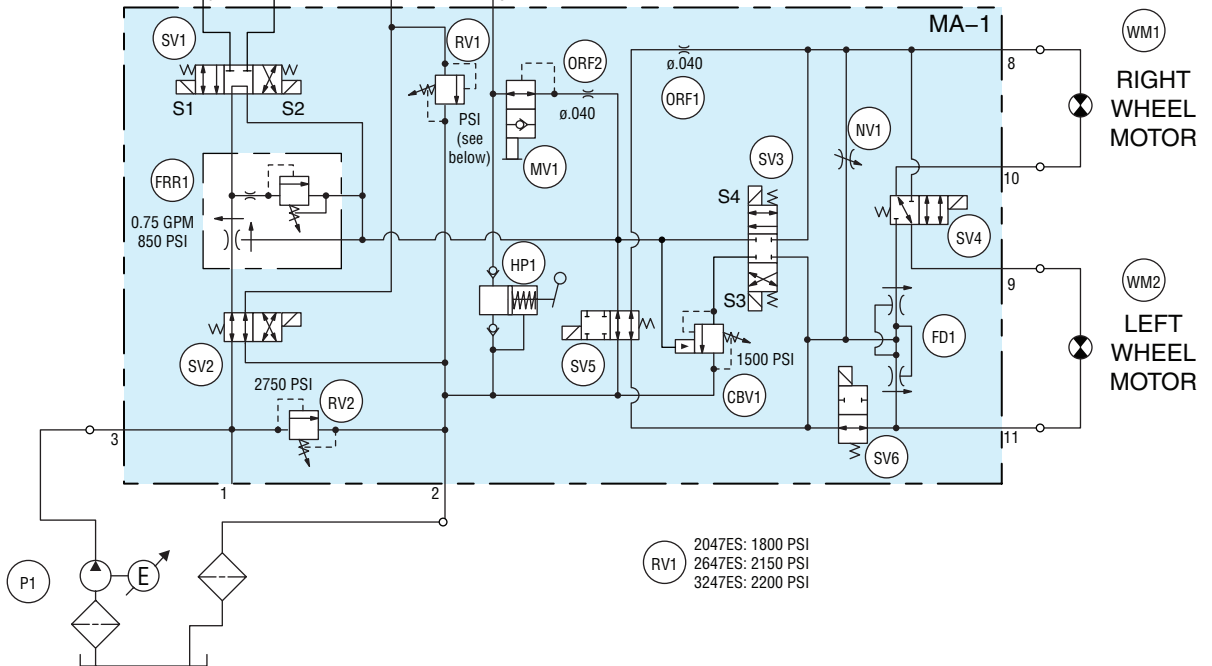 MA–1
SV1
S1
S2
RV1
PSI
(see
below)
ORF2
ø.040
MV1
ø.040
ORF1
8
WM1
RIGHT
WHEEL
MOTOR
10
NV1
SV3
S4
S3
SV4
FRR1
0.75 GPM
850 PSI
HP1
9
WM2
LEFT
WHEEL
MOTOR
FD1
SV2
SV5
1500 PSI
CBV1
2750 PSI
RV2
SV6
3
11
1
2
P1
E
RV1
2047ES: 1800 PSI
2647ES: 2150 PSI
3247ES: 2200 PSI